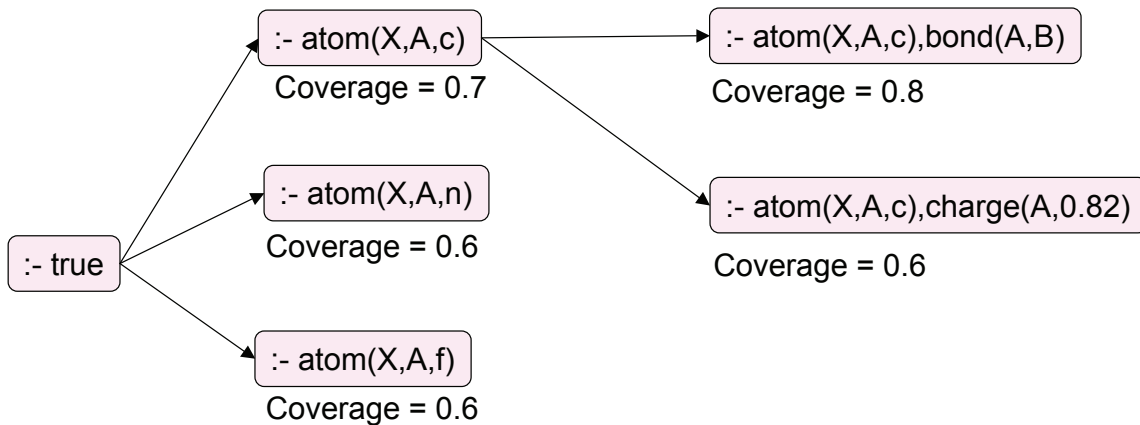 :- atom(X,A,c)
Coverage = 0.7
:- atom(X,A,c),bond(A,B)
Coverage = 0.8
:- atom(X,A,n)
Coverage = 0.6
:- atom(X,A,c),charge(A,0.82)
Coverage = 0.6
:- true
:- atom(X,A,f)
Coverage = 0.6